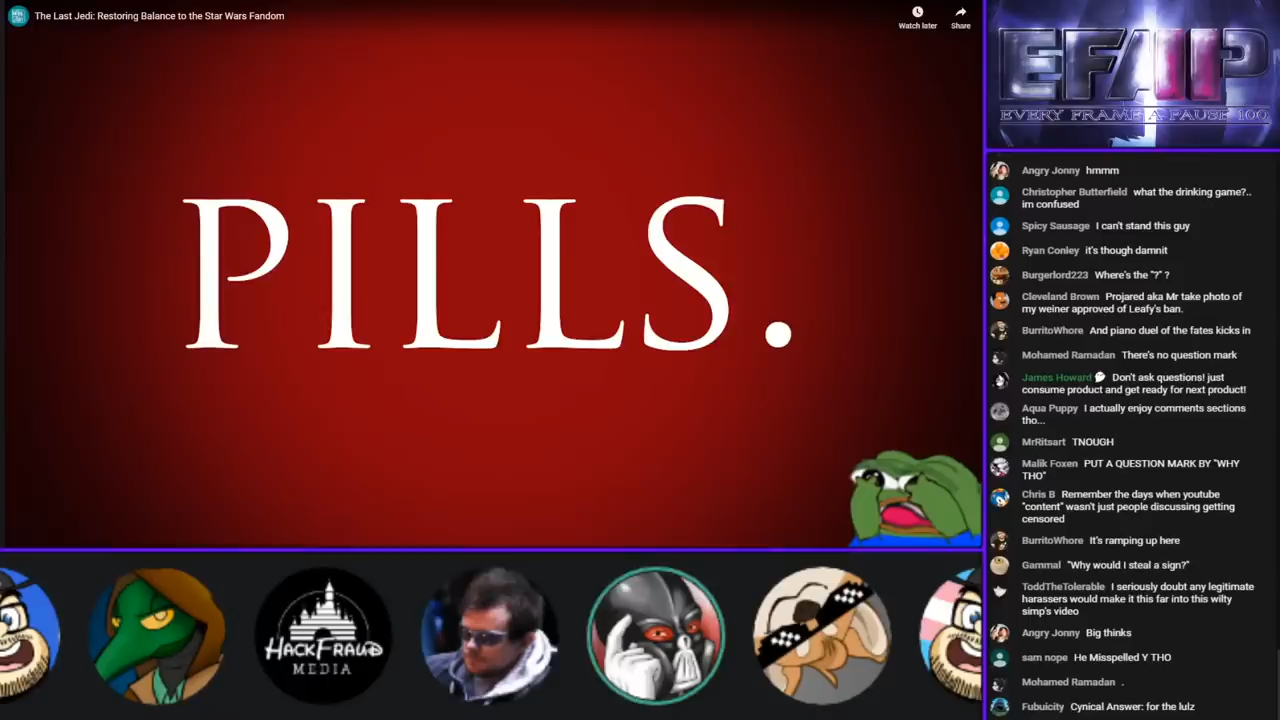 The Last Jedi: Restoring Balance to the Star Wars Fandom
Watch later
Share
PILLS.
HACKFRAUD
MEDIA
EFAP
EVERY FRAME A PAUSE 100
Angry Jonny hmmm
Christopher Butterfield what the drinking game?..
im confused
Spicy Sausage I can't stand this guy
Ryan Conley it's though damnit
Burgerlord223 Where's the "?" ?
Cleveland Brown Projared aka Mr take photo of
my weiner approved of Leafy's ban.
BurritoWhore And piano duel of the fates kicks in
Mohamed Ramadan There's no question mark
James Howard Don't ask questions! just
consume product and get ready for next product!
Aqua Puppy I actually enjoy comments sections
tho...
MrRitsart TNOUGH
Malik Foxen PUT A QUESTION MARK BY "WHY
THO"
Chris B Remember the days when youtube
"content" wasn't just people discussing getting
censored
BurritoWhore It's ramping up here
Gammal "Why would I steal a sign?"
ToddTheTolerable I seriously doubt any legitimate
harassers would make it this far into this wilty
simp's video
Angry Jonny Big thinks
sam nope He Misspelled Y THO
Mohamed Ramadan .
Fubuicity Cynical Answer: for the lulz